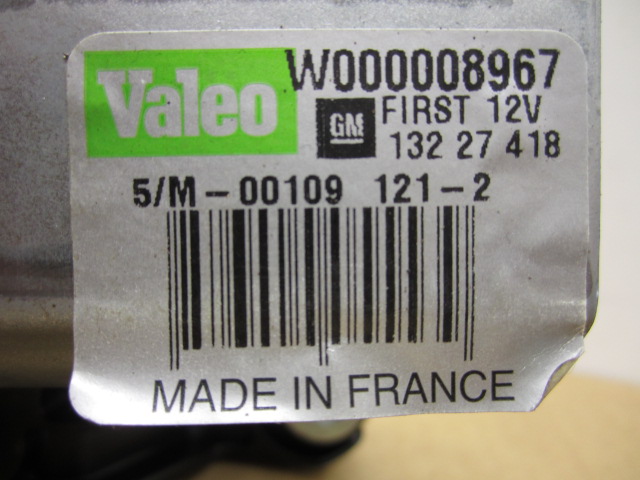 Valeo W000008967
GM FIRST 12V
132 27 418
5/M-00109 121-2
MADE IN FRANCE